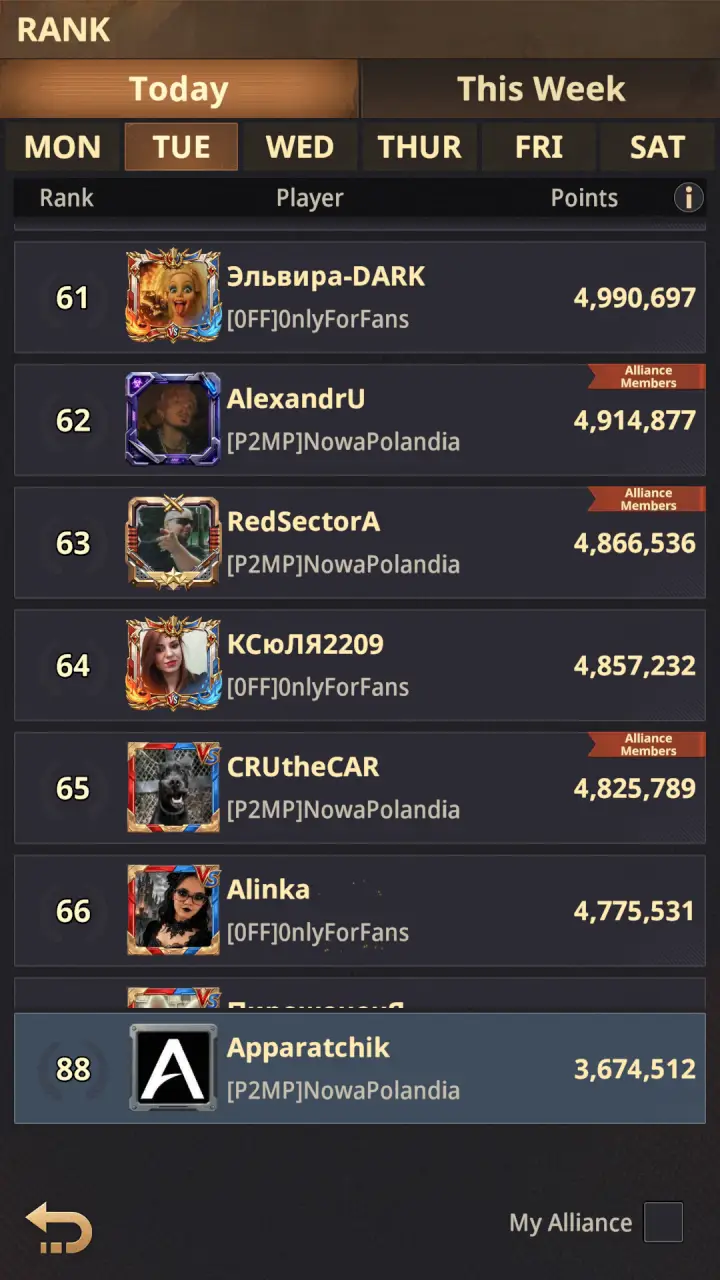 RANK
Today
This Week
MON
TUE
WED
THUR
FRI
SAT
Rank
Player
Points
61
Эльвира-DARK
[0FF]0nlyForFans
4,990,697
Alliance
Members
62
AlexandrU
[P2MP]NowaPolandia
4,914,877
Alliance
Members
63
RedSectorA
[P2MP]NowaPolandia
4,866,536
64
КСюЛЯ2209
[0FF]0nlyForFans
4,857,232
Alliance
Members
65
CRUtheCAR
[P2MP]NowaPolandia
4,825,789
66
Alinka
[0FF]0nlyForFans
4,775,531
88
Apparatchik
[P2MP]NowaPolandia
3,674,512
My Alliance